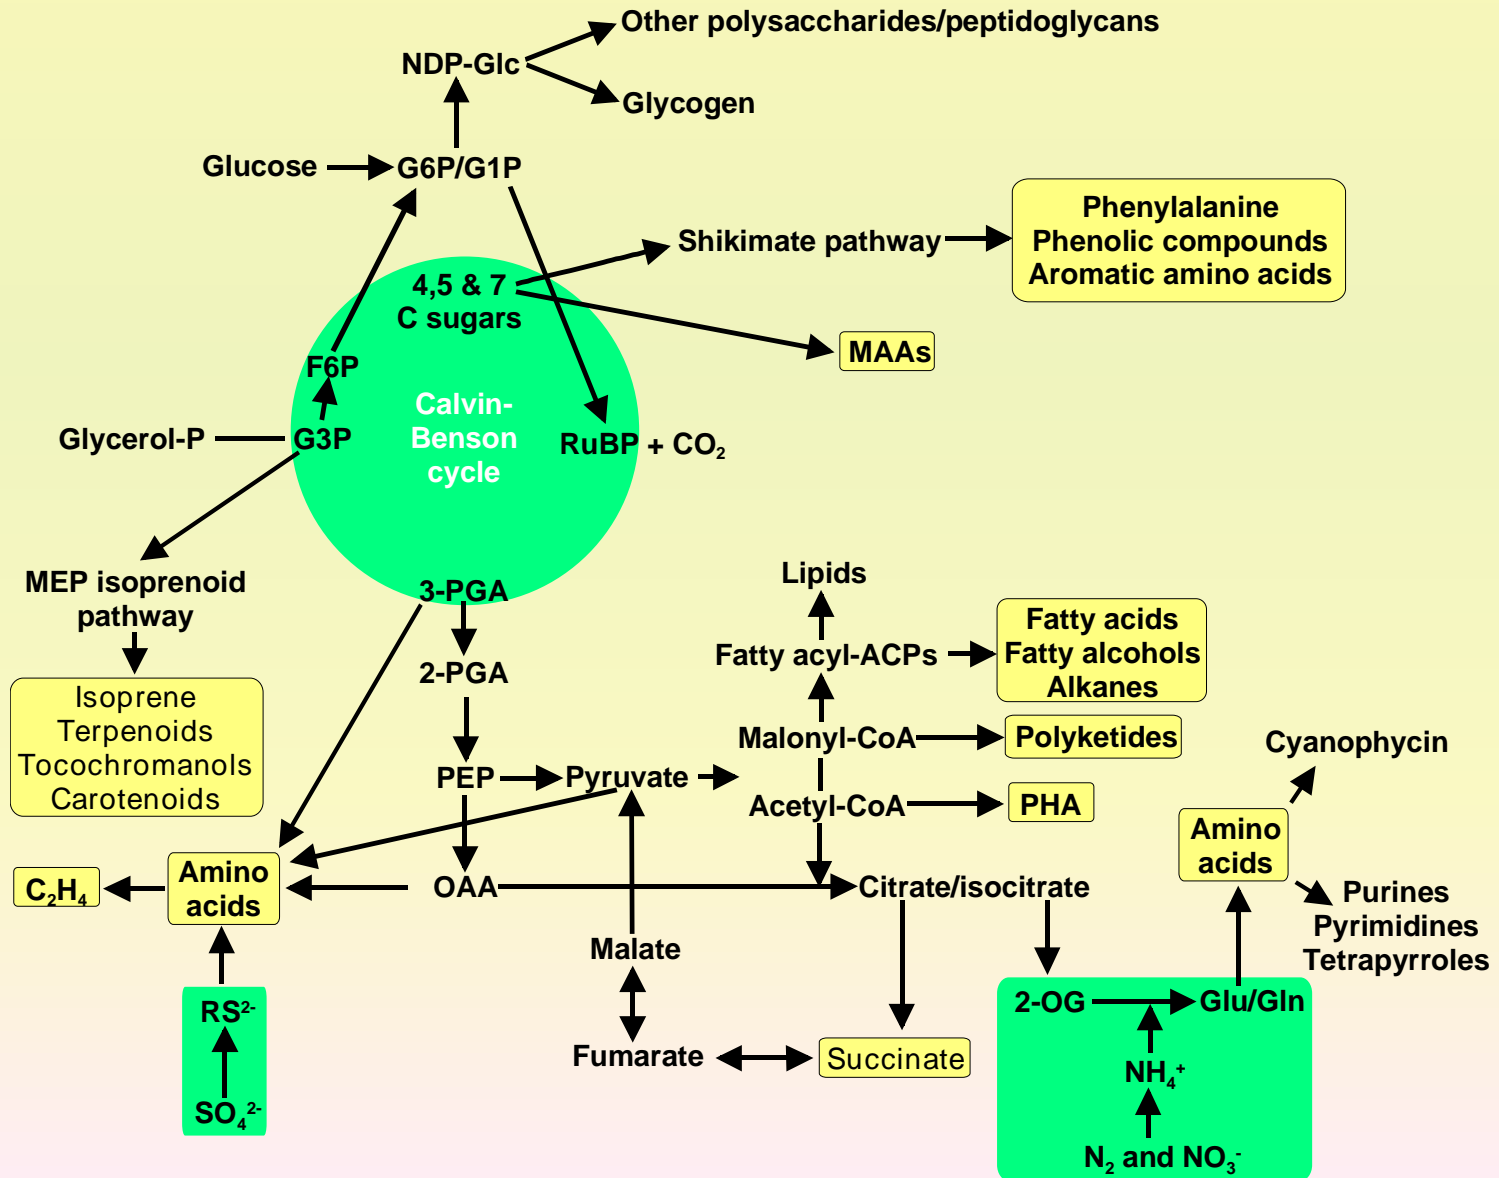 Other polysaccharides/peptidoglycans
NDP-Glc
Glycogen
Glucose
G6P/G1P
Shikimate pathway
Phenylalanine
Phenolic compounds
Aromatic amino acids
4,5 & 7
C sugars
MAAs
F6P
Calvin-
Benson
cycle
Glycerol-P
G3P
RuBP + CO₂
MEP isoprenoid
pathway
3-PGA
Lipids
Isoprene
Terpenoids
Tocochromanols
Carotenoids
2-PGA
Fatty acyl-ACPs
Fatty acids
Fatty alcohols
Alkanes
Malonyl-CoA
Polyketides
Cyanophycin
PEP
Pyruvate
Acetyl-CoA
PHA
Amino
acids
C₂H₄
Amino
acids
OAA
Citrate/isocitrate
Purines
Pyrimidines
Tetrapyrroles
Malate
RS²⁻
2-OG
Glu/Gln
Fumarate
Succinate
NH₄⁺
SO₄²⁻
N₂ and NO₃⁻